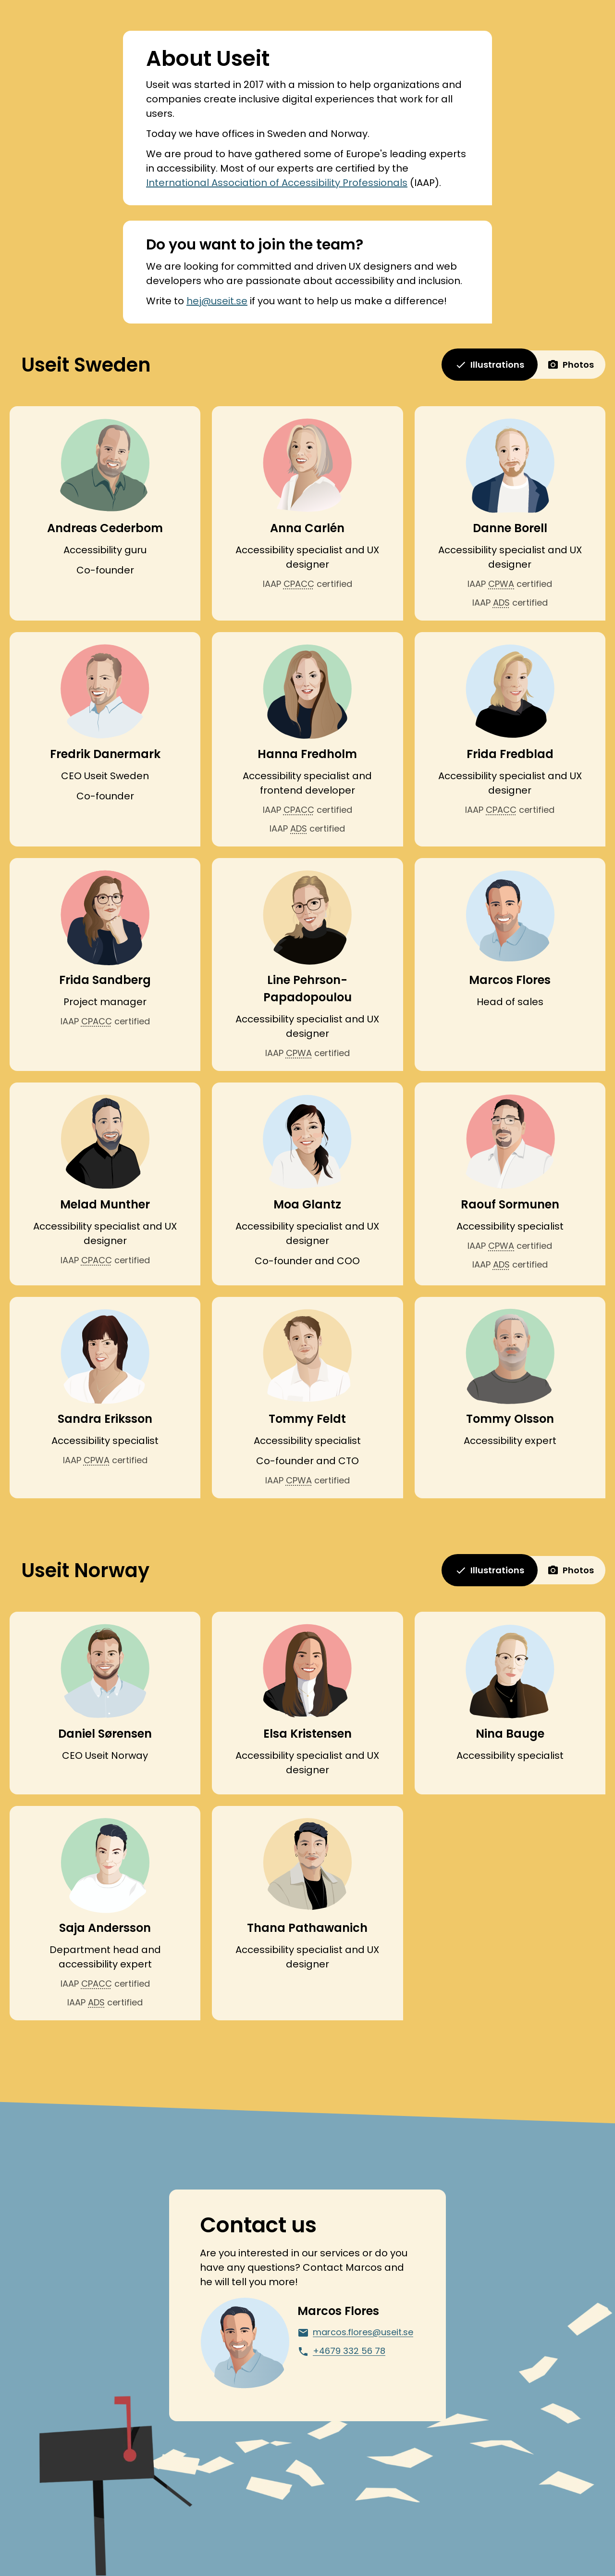 About Useit
Useit was started in 2017 with a mission to help organizations and
companies create inclusive digital experiences that work for all
users.
Today we have offices in Sweden and Norway.
We are proud to have gathered some of Europe's leading experts
in accessibility. Most of our experts are certified by the
International Association of Accessibility Professionals (IAAP).
Do you want to join the team?
We are looking for committed and driven UX designers and web
developers who are passionate about accessibility and inclusion.
Write to hej@useit.se if you want to help us make a difference!
Useit Sweden
Illustrations
Photos
Andreas Cederbom
Accessibility guru
Co-founder
Anna Carlén
Accessibility specialist and UX
designer
IAAP CPACC certified
Danne Borell
Accessibility specialist and UX
designer
IAAP CPWA certified
IAAP ADS certified
Fredrik Danermark
CEO Useit Sweden
Co-founder
Hanna Fredholm
Accessibility specialist and
frontend developer
IAAP CPACC certified
IAAP ADS certified
Frida Fredblad
Accessibility specialist and UX
designer
IAAP CPACC certified
Frida Sandberg
Project manager
IAAP CPACC certified
Line Pehrson-
Papadopoulou
Accessibility specialist and UX
designer
IAAP CPWA certified
Marcos Flores
Head of sales
Melad Munther
Accessibility specialist and UX
designer
IAAP CPACC certified
Moa Glantz
Accessibility specialist and UX
designer
Co-founder and COO
Raouf Sormunen
Accessibility specialist
IAAP CPWA certified
IAAP ADS certified
Sandra Eriksson
Accessibility specialist
IAAP CPWA certified
Tommy Feldt
Accessibility specialist
Co-founder and CTO
IAAP CPWA certified
Tommy Olsson
Accessibility expert
Useit Norway
Illustrations
Photos
Daniel Sørensen
CEO Useit Norway
Elsa Kristensen
Accessibility specialist and UX
designer
Nina Bauge
Accessibility specialist
Saja Andersson
Department head and
accessibility expert
IAAP CPACC certified
IAAP ADS certified
Thana Pathawanich
Accessibility specialist and UX
designer
Contact us
Are you interested in our services or do you
have any questions? Contact Marcos and
he will tell you more!
Marcos Flores
marcos.flores@useit.se
+4679 332 56 78